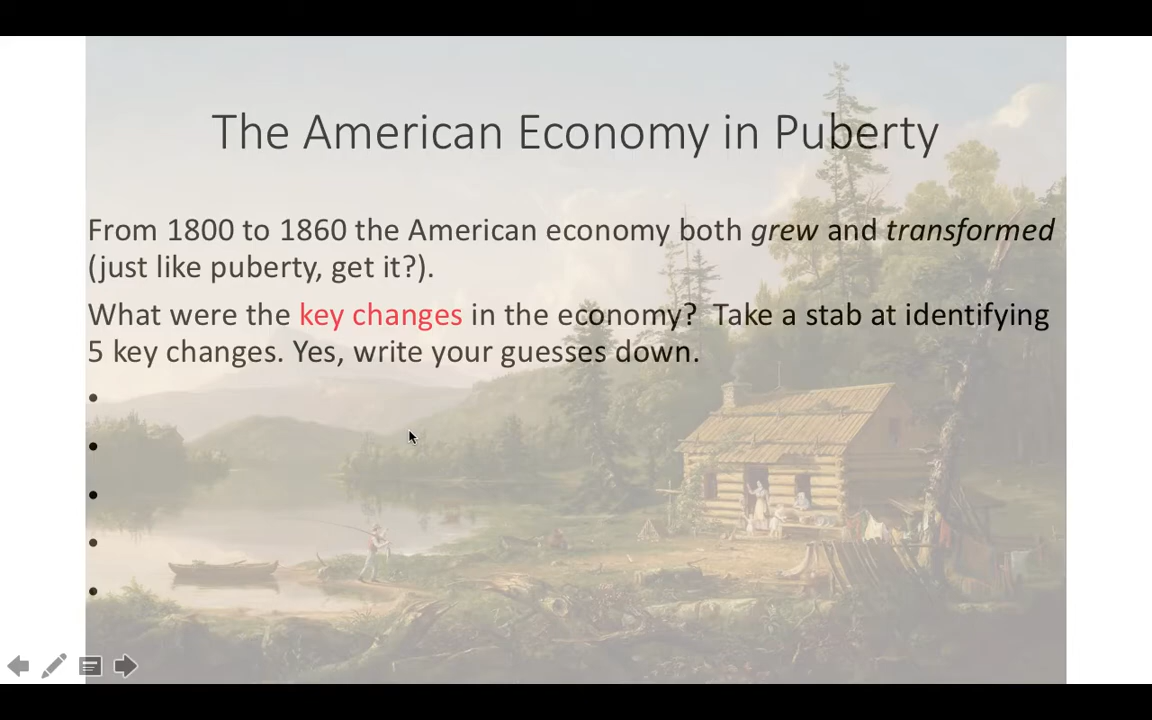 The American Economy in Puberty
From 1800 to 1860 the American economy both grew and transformed
(just like puberty, get it?).
What were the key changes in the economy?  Take a stab at identifying
5 key changes. Yes, write your guesses down.
•
•
•
•
•